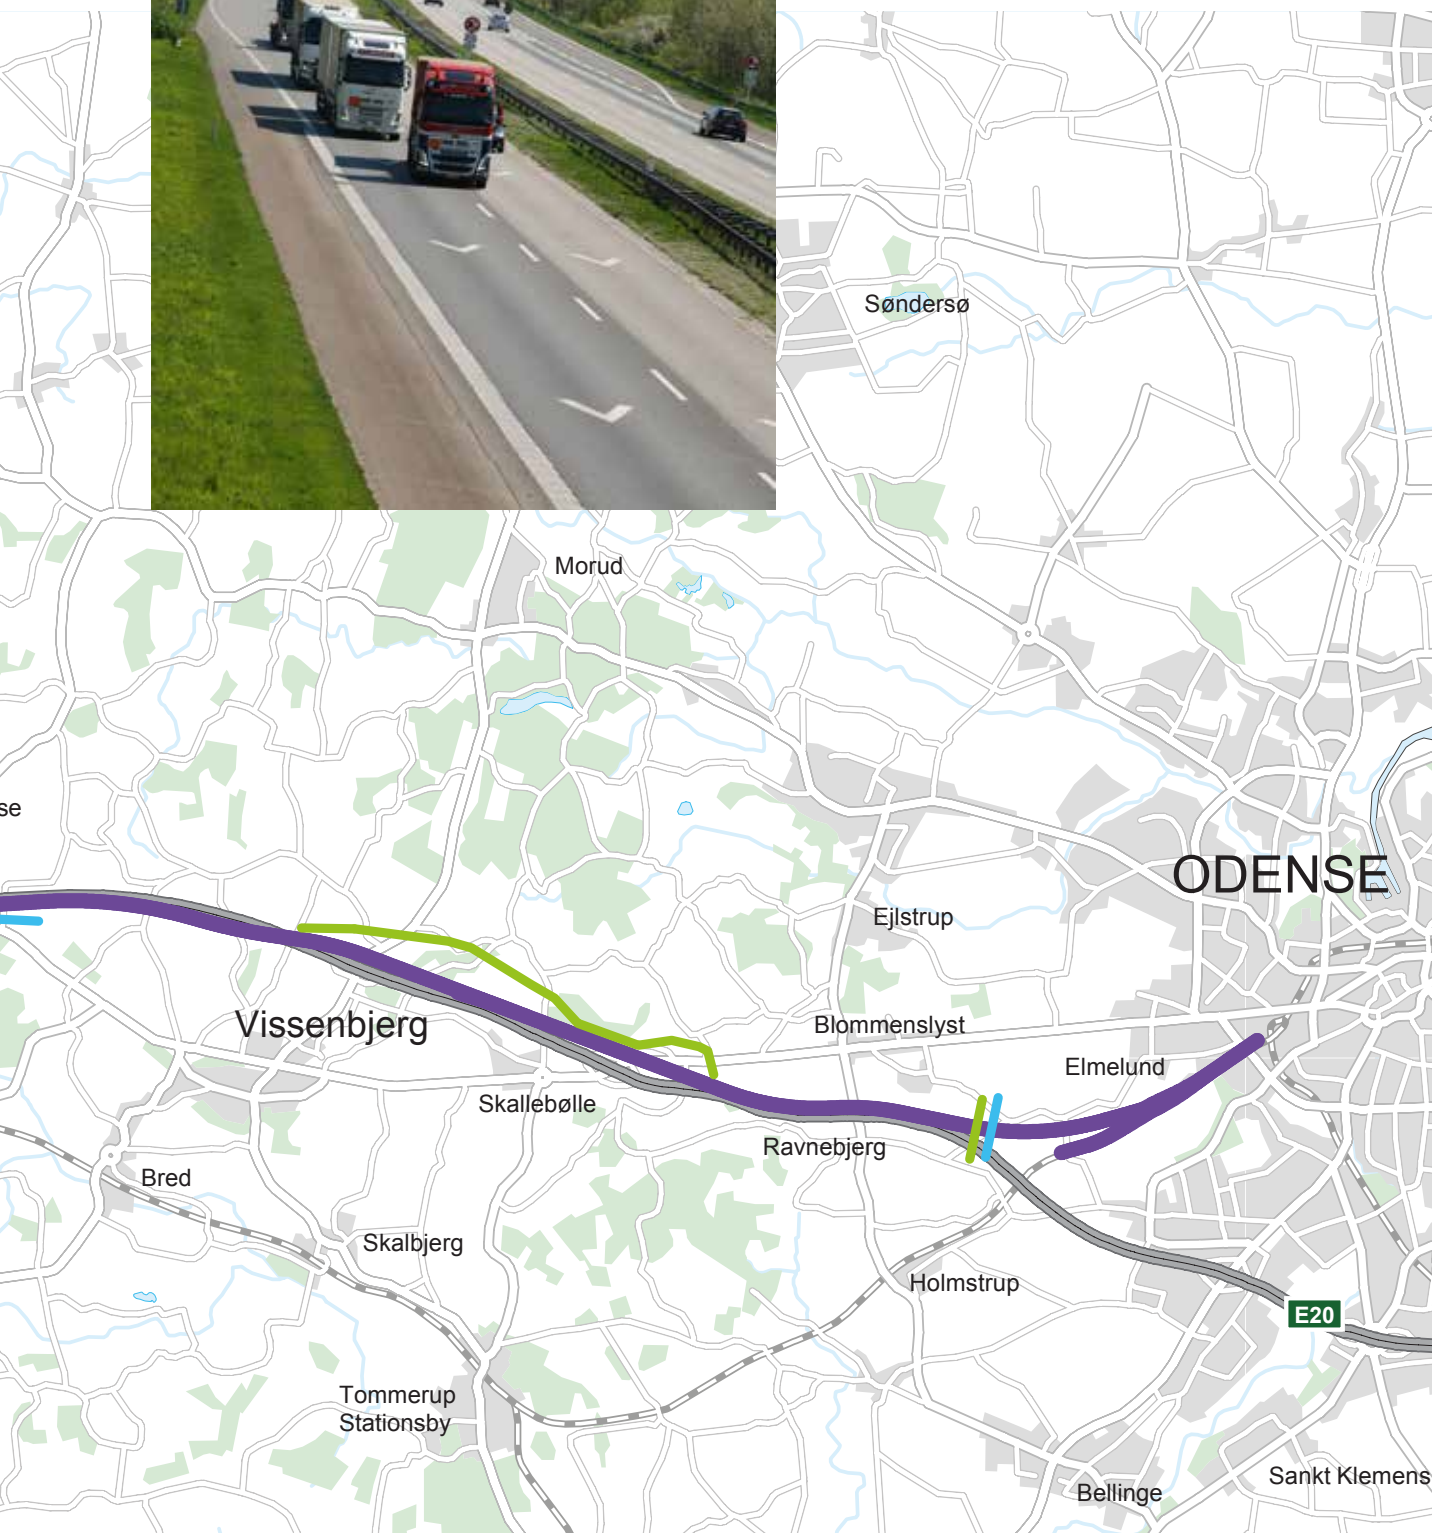 Søndersø
Morud
se
ODENSE
Ejlstrup
Vissenbjerg
Blommenslyst
Elmelund
Skallebølle
Ravnebjerg
Bred
Skalbjerg
Holmstrup
E20
Tommerup
Stationsby
Sankt Klemens
Bellinge